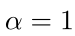 α = 1